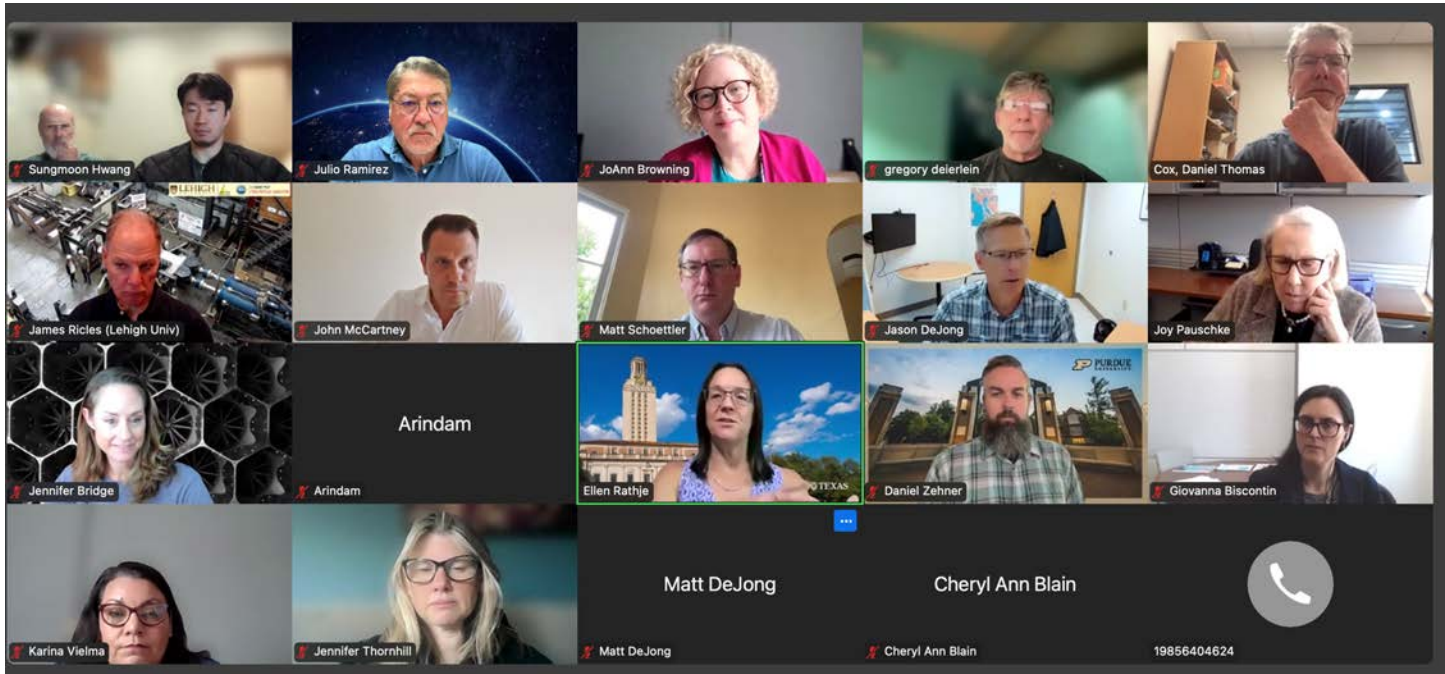 Sungmoon Hwang
Julio Ramirez
JoAnn Browning
gregory deierlein
Cox, Daniel Thomas
LEHIGH
James Ricles (Lehigh Univ)
John McCartney
Matt Schoettler
Jason DeJong
Joy Pauschke
PURDUE
UNIVERSITY
Jennifer Bridge
Arindam
Arindam
Ellen Rathje
TEXAS
Daniel Zehner
Giovanna Biscontin
Karina Vielma
Jennifer Thornhill
Matt DeJong
Matt DeJong
Cheryl Ann Blain
Cheryl Ann Blain
19856404624